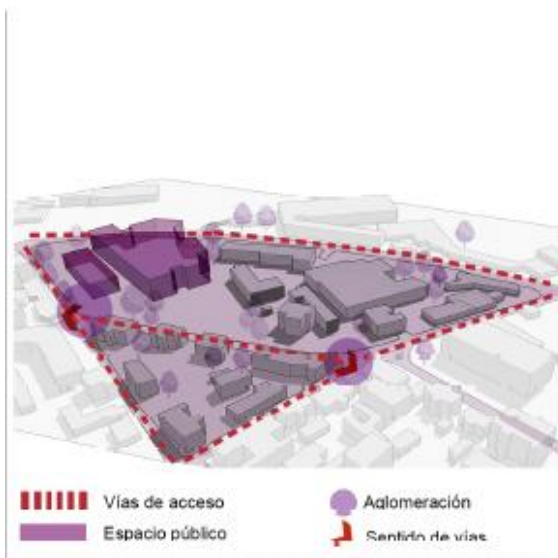 Vías de acceso
Aglomeración
Espacio público
Sentido de vías